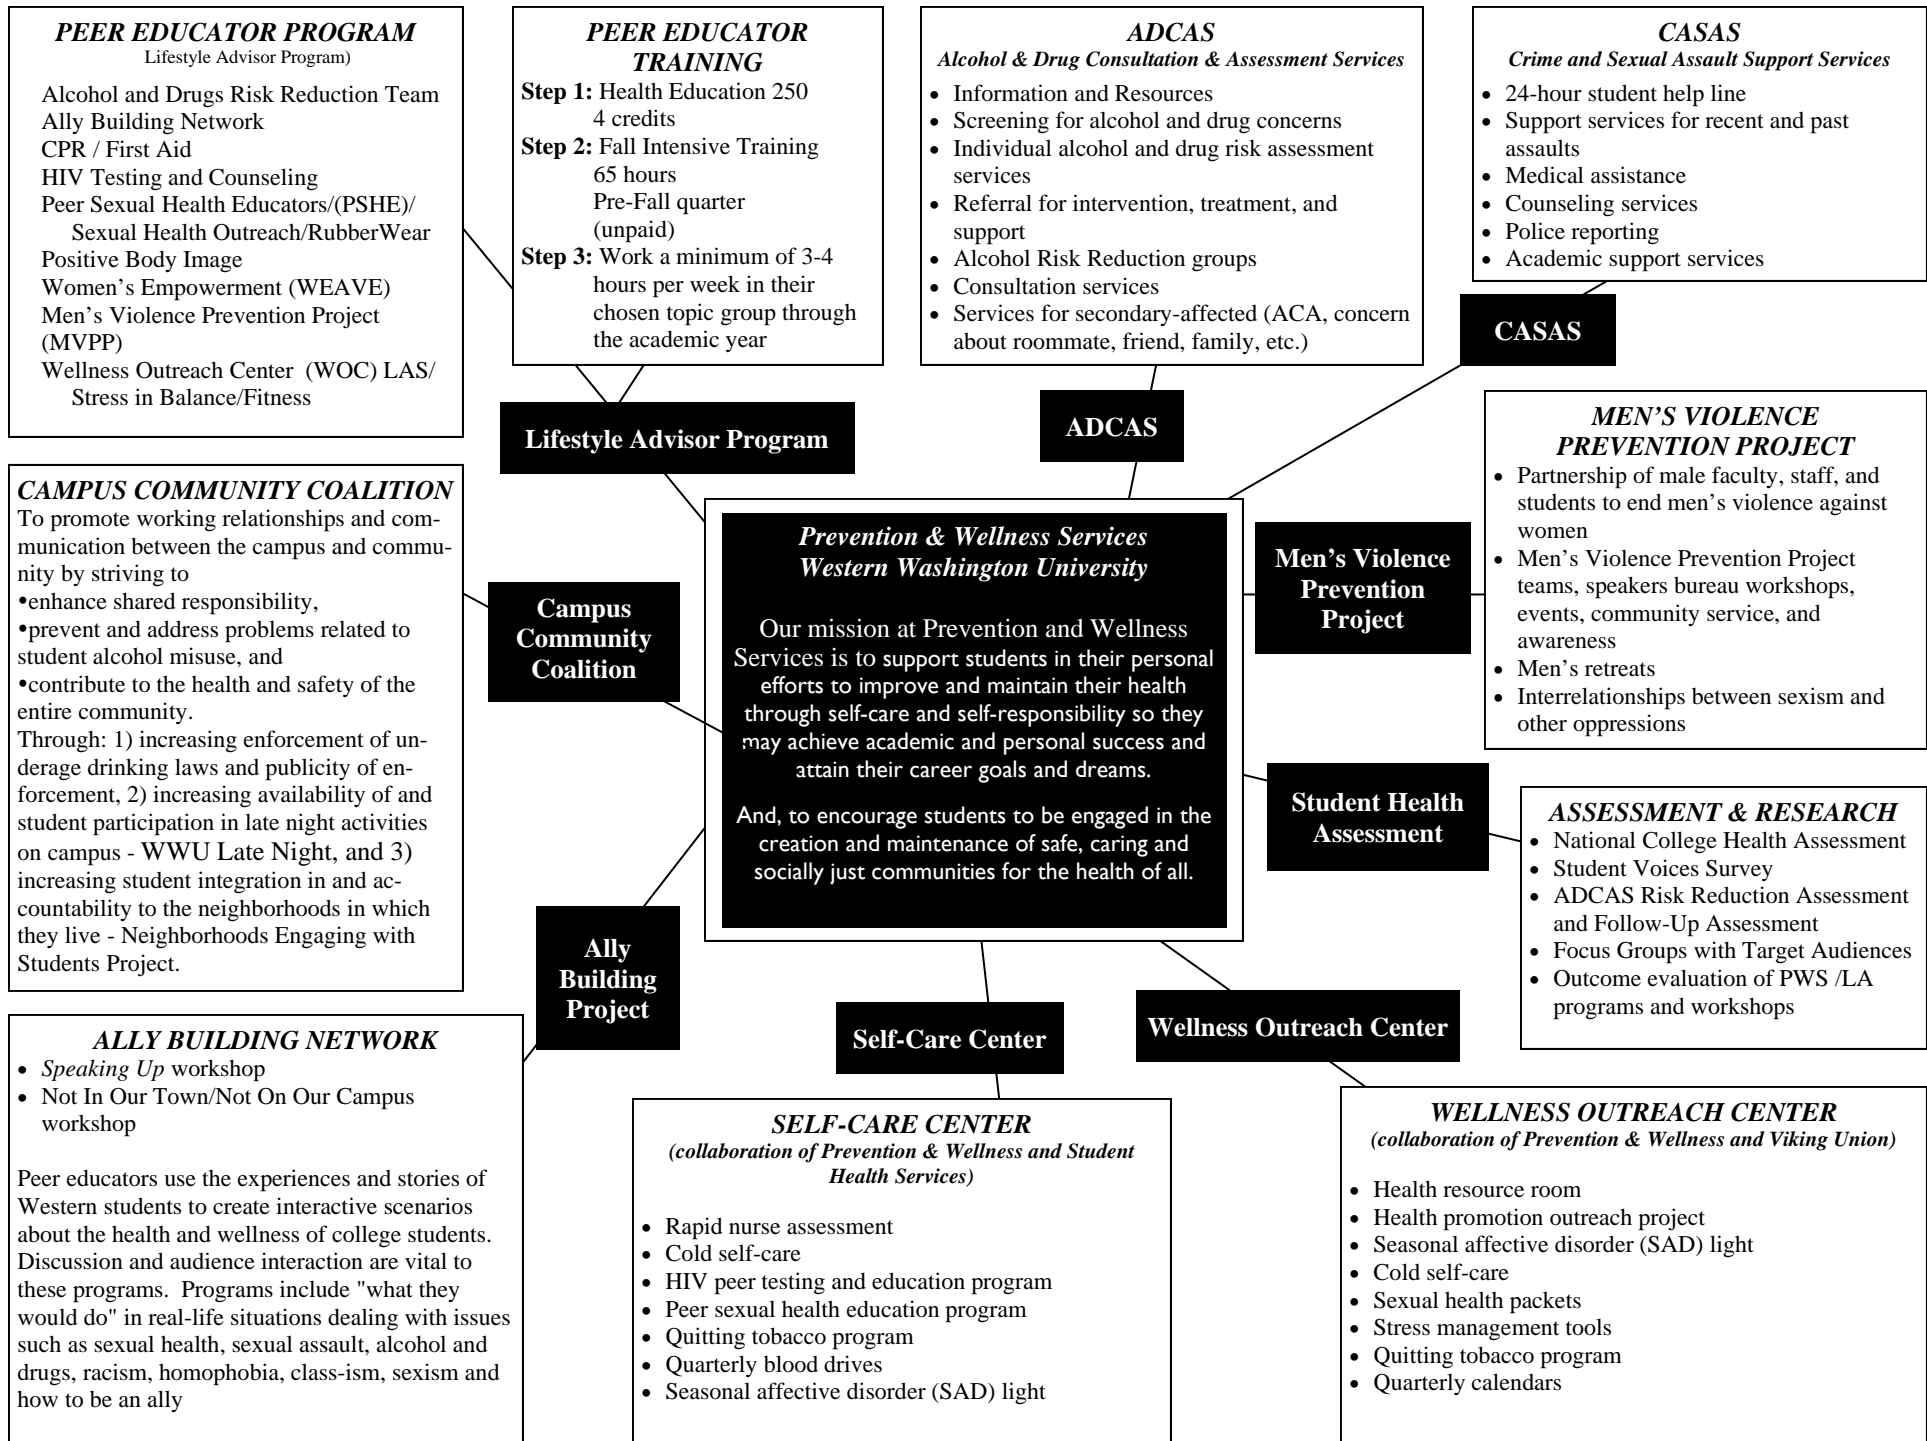 PEER EDUCATOR PROGRAM
Lifestyle Advisor Program)
Alcohol and Drugs Risk Reduction Team
Ally Building Network
CPR / First Aid
HIV Testing and Counseling
Peer Sexual Health Educators/(PSHE)/
Sexual Health Outreach/RubberWear
Positive Body Image
Women's Empowerment (WEAVE)
Men's Violence Prevention Project
(MVPP)
Wellness Outreach Center (WOC) LAS/
Stress in Balance/Fitness
PEER EDUCATOR
TRAINING
Step 1: Health Education 250
4 credits
Step 2: Fall Intensive Training
65 hours
Pre-Fall quarter
(unpaid)
Step 3: Work a minimum of 3-4
hours per week in their
chosen topic group through
the academic year
ADCAS
Alcohol & Drug Consultation & Assessment Services
• Information and Resources
• Screening for alcohol and drug concerns
• Individual alcohol and drug risk assessment
services
• Referral for intervention, treatment, and
support
• Alcohol Risk Reduction groups
• Consultation services
• Services for secondary-affected (ACA, concern
about roommate, friend, family, etc.)
CASAS
Crime and Sexual Assault Support Services
• 24-hour student help line
• Support services for recent and past
assaults
• Medical assistance
• Counseling services
• Police reporting
• Academic support services
CASAS
Lifestyle Advisor Program
ADCAS
MEN'S VIOLENCE
PREVENTION PROJECT
• Partnership of male faculty, staff, and
students to end men's violence against
women
• Men's Violence Prevention Project
teams, speakers bureau workshops,
events, community service, and
awareness
• Men's retreats
• Interrelationships between sexism and
other oppressions
CAMPUS COMMUNITY COALITION
To promote working relationships and com-
munication between the campus and commu-
nity by striving to
•enhance shared responsibility,
•prevent and address problems related to
student alcohol misuse, and
•contribute to the health and safety of the
entire community.
Through: 1) increasing enforcement of un-
derage drinking laws and publicity of en-
forcement, 2) increasing availability of and
student participation in late night activities
on campus - WWU Late Night, and 3)
increasing student integration in and ac-
countability to the neighborhoods in which
they live - Neighborhoods Engaging with
Students Project.
Campus
Community
Coalition
Prevention & Wellness Services
Western Washington University
Our mission at Prevention and Wellness
Services is to support students in their personal
efforts to improve and maintain their health
through self-care and self-responsibility so they
may achieve academic and personal success and
attain their career goals and dreams.
And, to encourage students to be engaged in the
creation and maintenance of safe, caring and
socially just communities for the health of all.
Men's Violence
Prevention
Project
Student Health
Assessment
ASSESSMENT & RESEARCH
• National College Health Assessment
• Student Voices Survey
• ADCAS Risk Reduction Assessment
and Follow-Up Assessment
• Focus Groups with Target Audiences
• Outcome evaluation of PWS /LA
programs and workshops
Ally
Building
Project
Self-Care Center
Wellness Outreach Center
ALLY BUILDING NETWORK
• Speaking Up workshop
• Not In Our Town/Not On Our Campus
workshop
Peer educators use the experiences and stories of
Western students to create interactive scenarios
about the health and wellness of college students.
Discussion and audience interaction are vital to
these programs. Programs include "what they
would do" in real-life situations dealing with issues
such as sexual health, sexual assault, alcohol and
drugs, racism, homophobia, class-ism, sexism and
how to be an ally
SELF-CARE CENTER
(collaboration of Prevention & Wellness and Student
Health Services)
• Rapid nurse assessment
• Cold self-care
• HIV peer testing and education program
• Peer sexual health education program
• Quitting tobacco program
• Quarterly blood drives
• Seasonal affective disorder (SAD) light
WELLNESS OUTREACH CENTER
(collaboration of Prevention & Wellness and Viking Union)
• Health resource room
• Health promotion outreach project
• Seasonal affective disorder (SAD) light
• Cold self-care
• Sexual health packets
• Stress management tools
• Quitting tobacco program
• Quarterly calendars